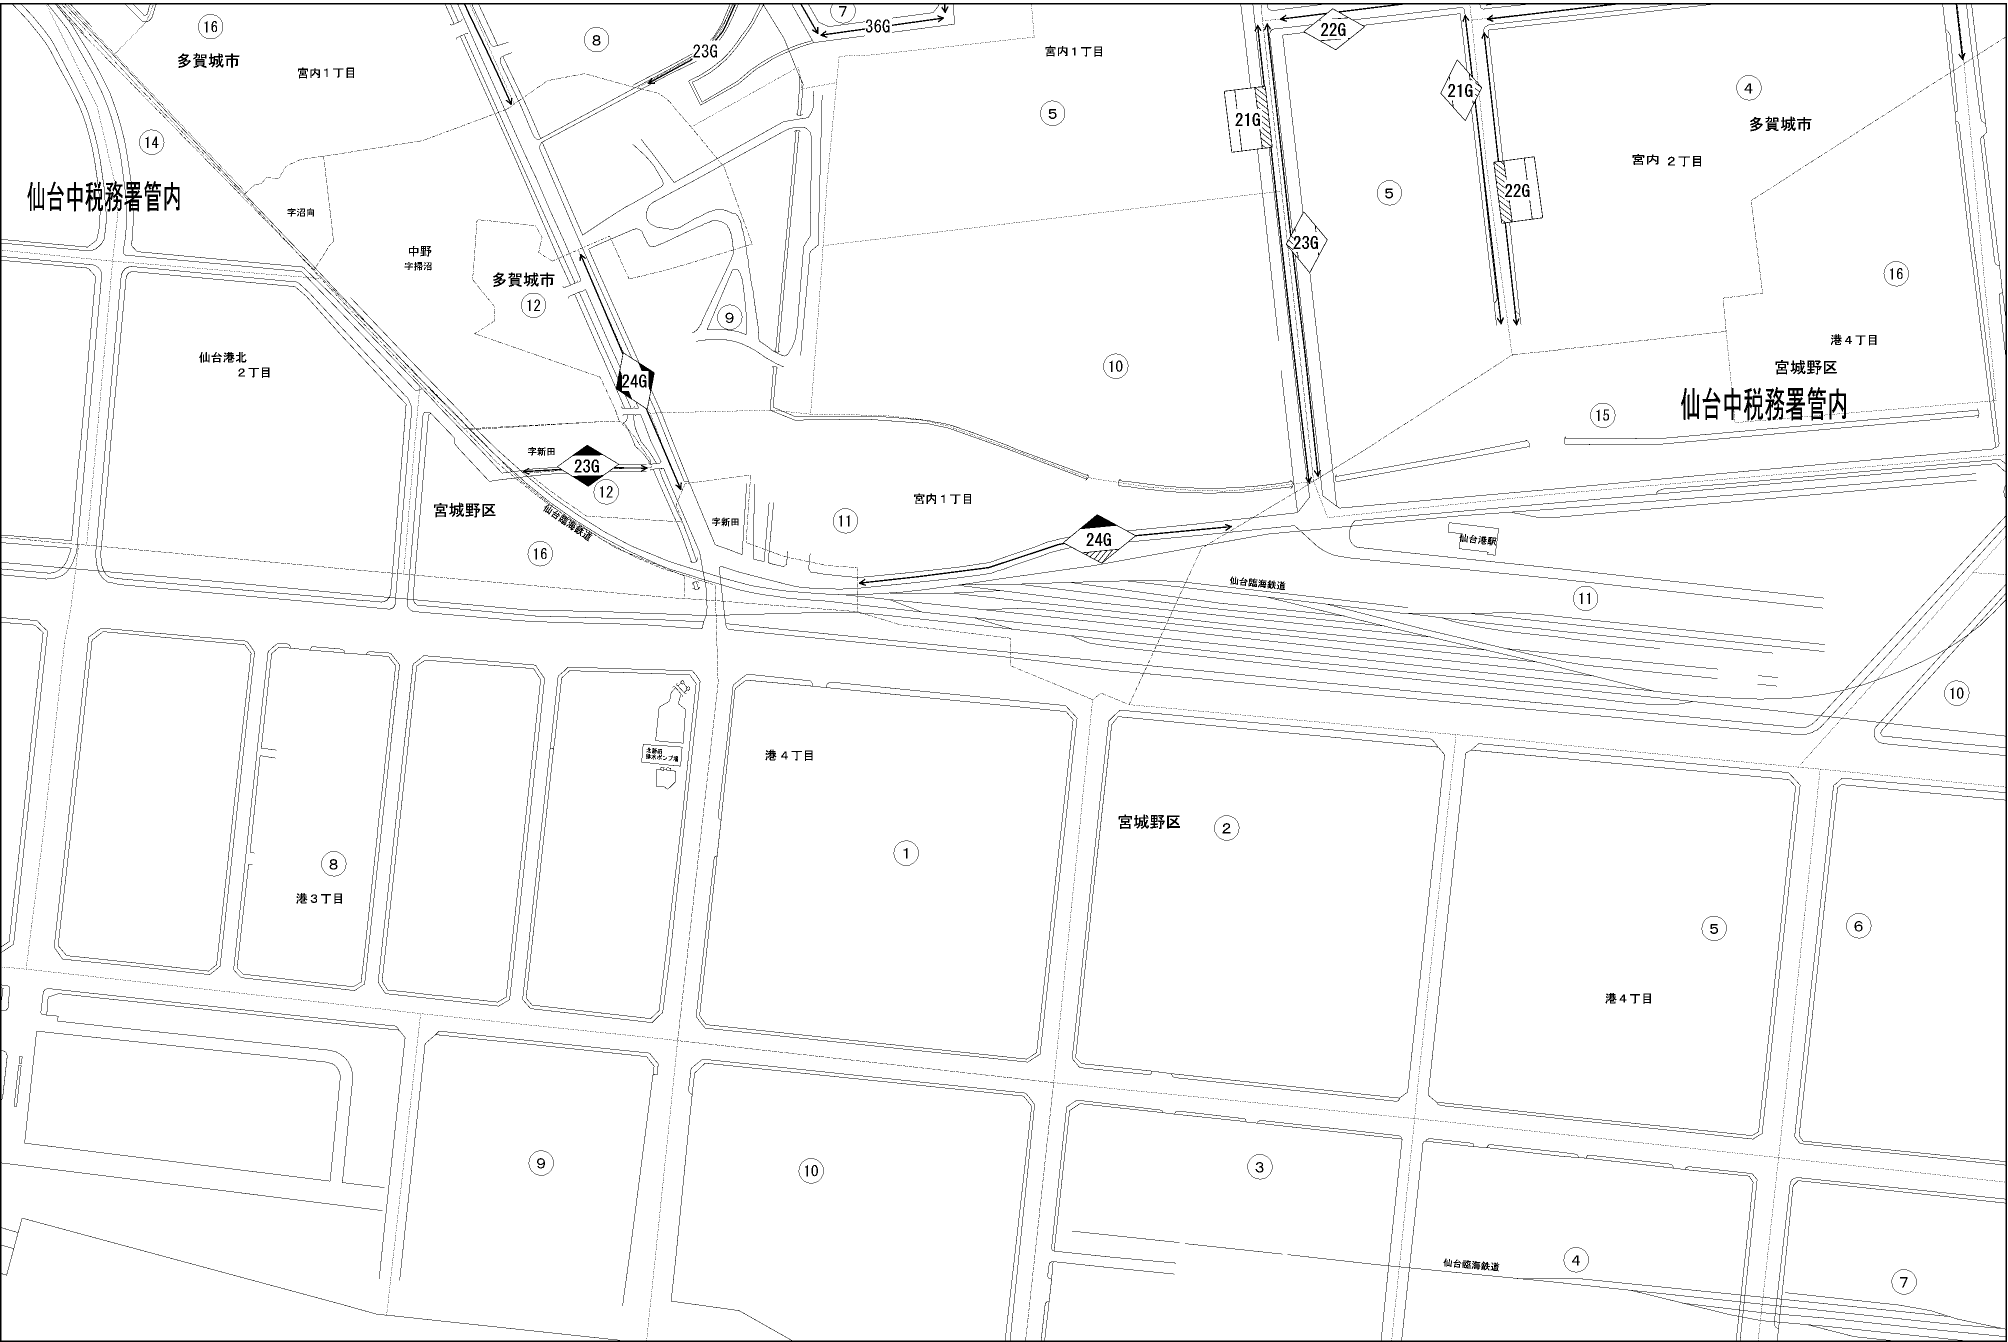 16
多賀城市
宮内1丁目
8
23G
7
36G
宮内1丁目
5
22G
21G
21G
4
多賀城市
宮内2丁目
22G
14
仙台中税務署管内
字沼向
中野
字掃沼
多賀城市
12
9
5
23G
16
仙台港北
2丁目
24G
10
港4丁目
宮城野区
仙台中税務署管内
15
字新田
23G
12
宮城野区
仙台臨海鉄道
16
字新田
宮内1丁目
11
24G
仙台港駅
仙台臨海鉄道
11
10
港4丁目
宮城野区
2
1
8
港3丁目
5
6
港4丁目
9
10
3
仙台臨海鉄道
4
7